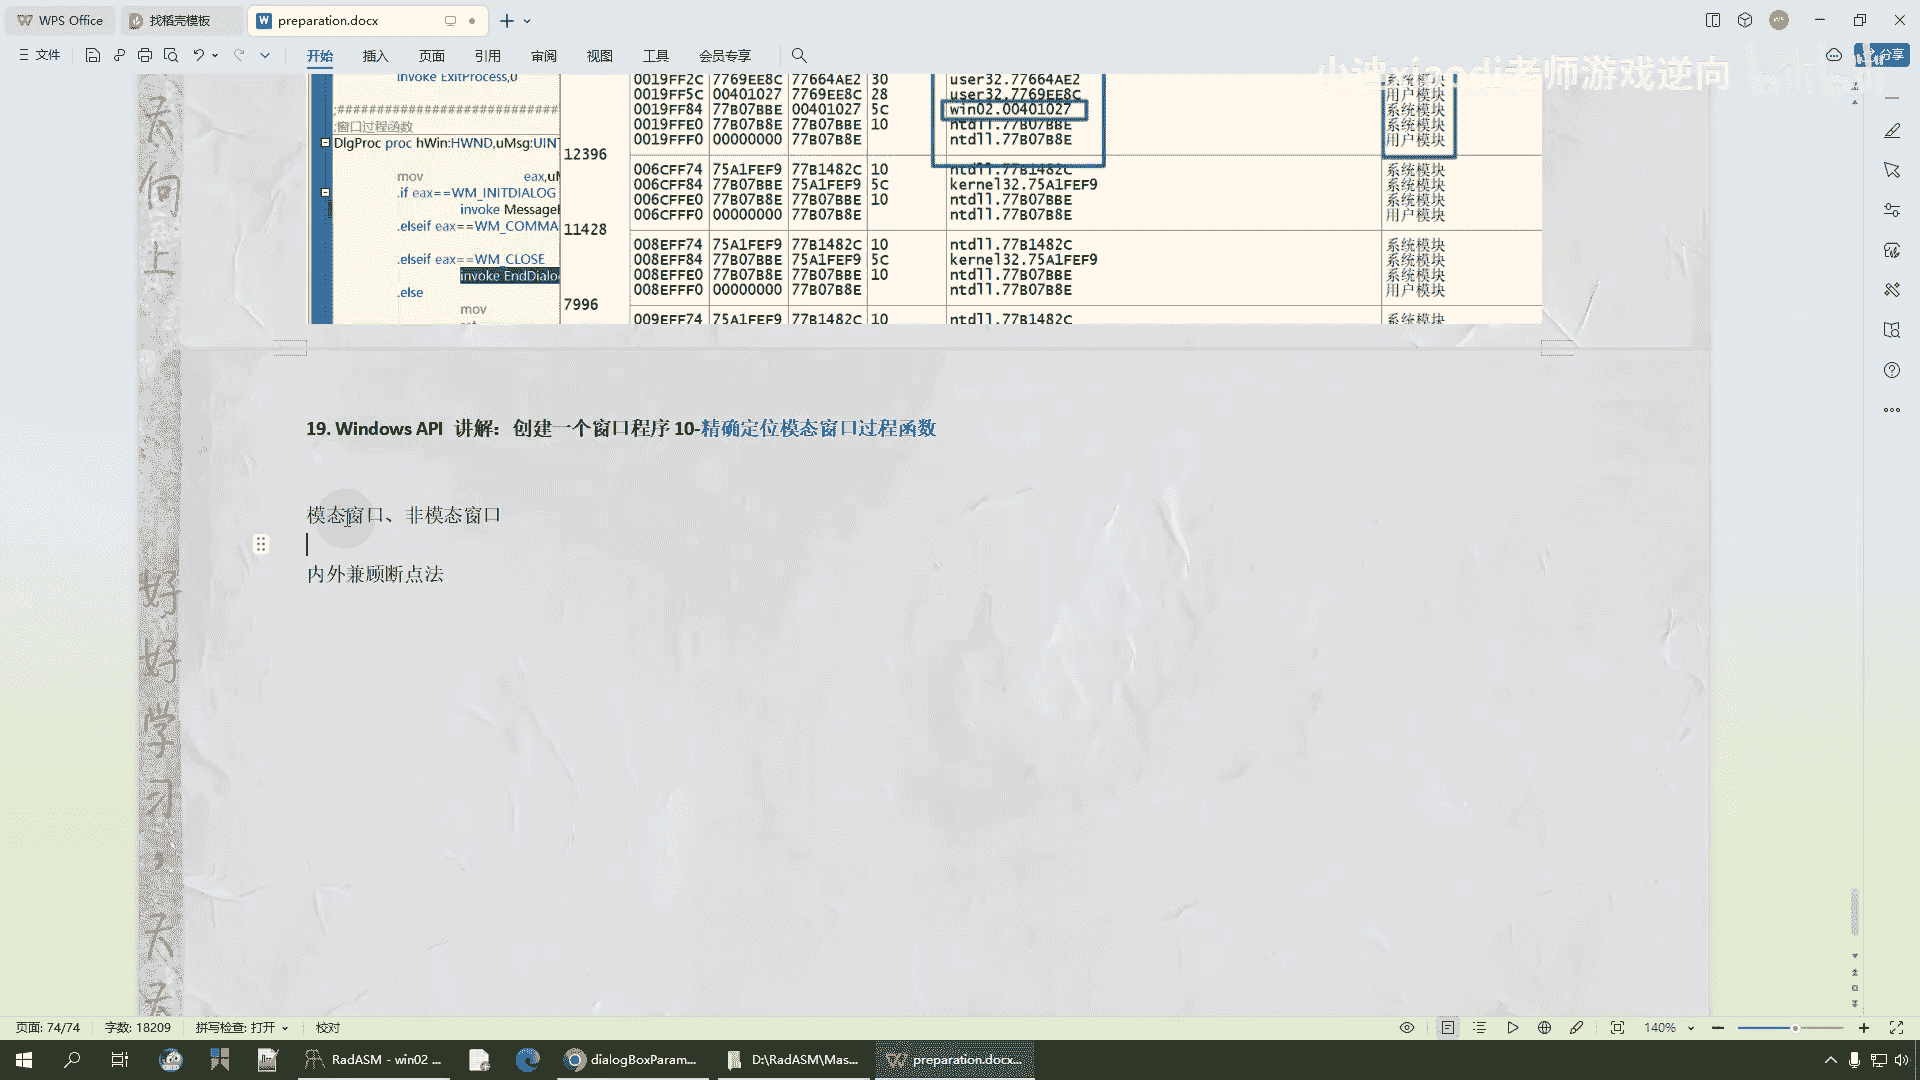 WPS Office
找稻壳模板
preparation.docx
文件
开始
插入
页面
引用
审阅
视图
工具
会员专享
分享
小迪xiaodi老师游戏逆向
invoke ExitProcess,0
;窗口过程函数
DlgProc proc hWin:HWND,uMsg:UINT
mov eax,uM
.if eax==WM_INITDIALOG
invoke Message
.elseif eax==WM_COMMA
.elseif eax==WM_CLOSE
invoke EndDialo
.else
mov
12396
11428
7996
0019FF2C 7769EE8C 77664AE2 30 user32.77664AE2 系统模块
0019FF5C 00401027 7769EE8C 28 user32.7769EE8C 用户模块
0019FF84 77B07BBE 00401027 5C win02.00401027 系统模块
0019FFE0 77B07B8E 77B07BBE 10 ntdll.77B07BBE 系统模块
0019FFF0 00000000 77B07B8E ntdll.77B07B8E 用户模块
006CFF74 75A1FEF9 77B1482C 10 ntdll.77B1482C 系统模块
006CFF84 77B07BBE 75A1FEF9 5C kernel32.75A1FEF9 系统模块
006CFFE0 77B07B8E 77B07BBE 10 ntdll.77B07BBE 系统模块
006CFFF0 00000000 77B07B8E ntdll.77B07B8E 用户模块
008EFF74 75A1FEF9 77B1482C 10 ntdll.77B1482C 系统模块
008EFF84 77B07BBE 75A1FEF9 5C kernel32.75A1FEF9 系统模块
008EFFE0 77B07B8E 77B07BBE 10 ntdll.77B07BBE 系统模块
008EFFF0 00000000 77B07B8E ntdll.77B07B8E 用户模块
009EFF74 75A1FEF9 77B1482C 10 ntdll.77B1482C 系统模块
19. Windows API 讲解：创建一个窗口程序 10-精确定位模态窗口过程函数
模态窗口、非模态窗口
内外兼顾断点法
向
上
好
好
学
习
，
天
天
页面: 74/74
字数: 18209
拼写检查: 打开
校对
140%
RadASM - win02 ...
dialogBoxParam...
D:\RadASM\Mas...
preparation.docx...